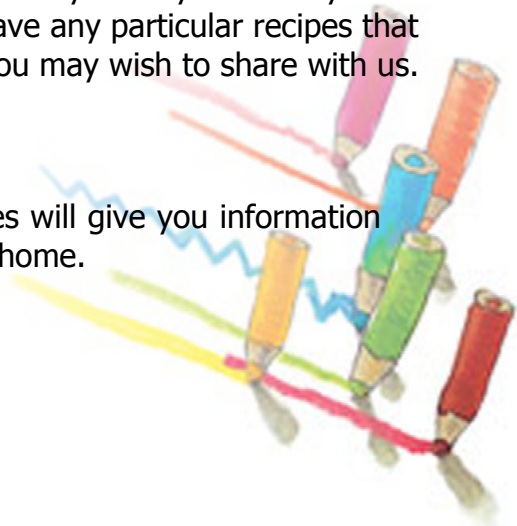 ave any particular recipes that
ou may wish to share with us.
es will give you information
home.